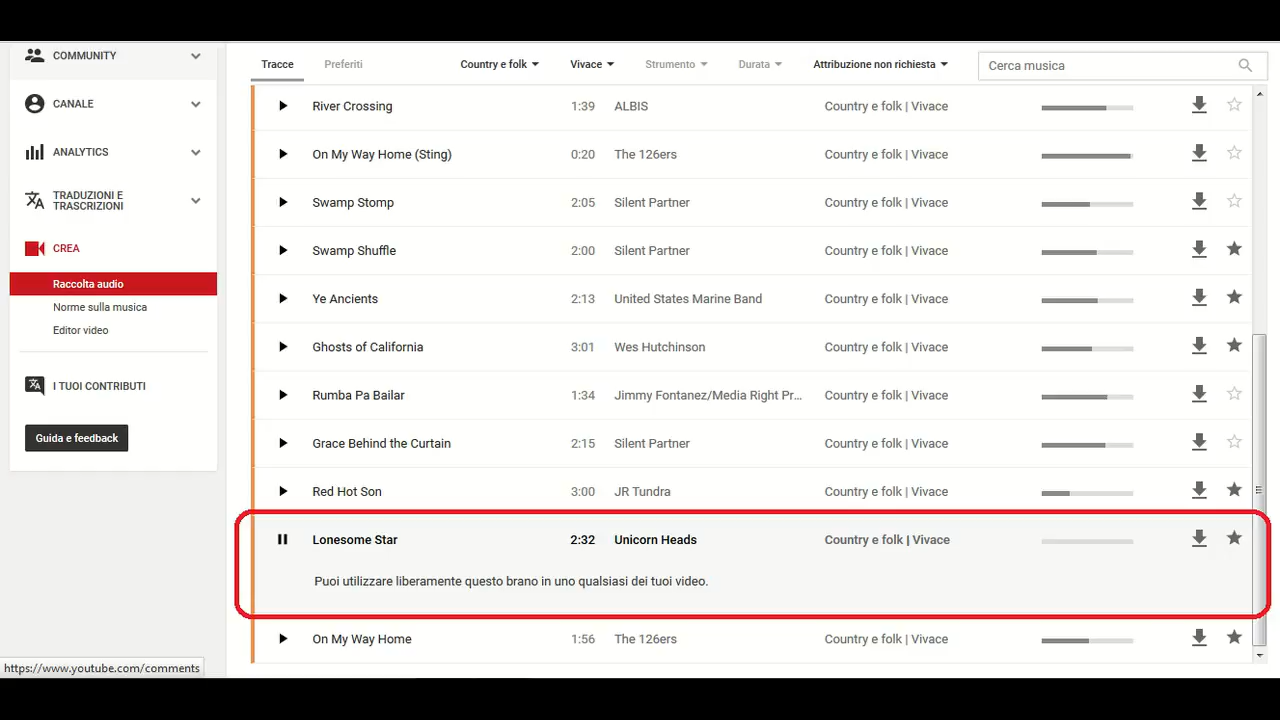 COMMUNITY
CANALE
ANALYTICS
TRADUZIONI E
TRASCRIZIONI
CREA
Raccolta audio
Norme sulla musica
Editor video
I TUOI CONTRIBUTI
Guida e feedback
https://www.youtube.com/comments
Tracce Preferiti Country e folk Vivace Strumento Durata Attribuzione non richiesta Cerca musica
River Crossing 1:39 ALBIS Country e folk | Vivace
On My Way Home (Sting) 0:20 The 126ers Country e folk | Vivace
Swamp Stomp 2:05 Silent Partner Country e folk | Vivace
Swamp Shuffle 2:00 Silent Partner Country e folk | Vivace
Ye Ancients 2:13 United States Marine Band Country e folk | Vivace
Ghosts of California 3:01 Wes Hutchinson Country e folk | Vivace
Rumba Pa Bailar 1:34 Jimmy Fontanez/Media Right Pr... Country e folk | Vivace
Grace Behind the Curtain 2:15 Silent Partner Country e folk | Vivace
Red Hot Son 3:00 JR Tundra Country e folk | Vivace
Lonesome Star 2:32 Unicorn Heads Country e folk | Vivace
Puoi utilizzare liberamente questo brano in uno qualsiasi dei tuoi video.
On My Way Home 1:56 The 126ers Country e folk | Vivace